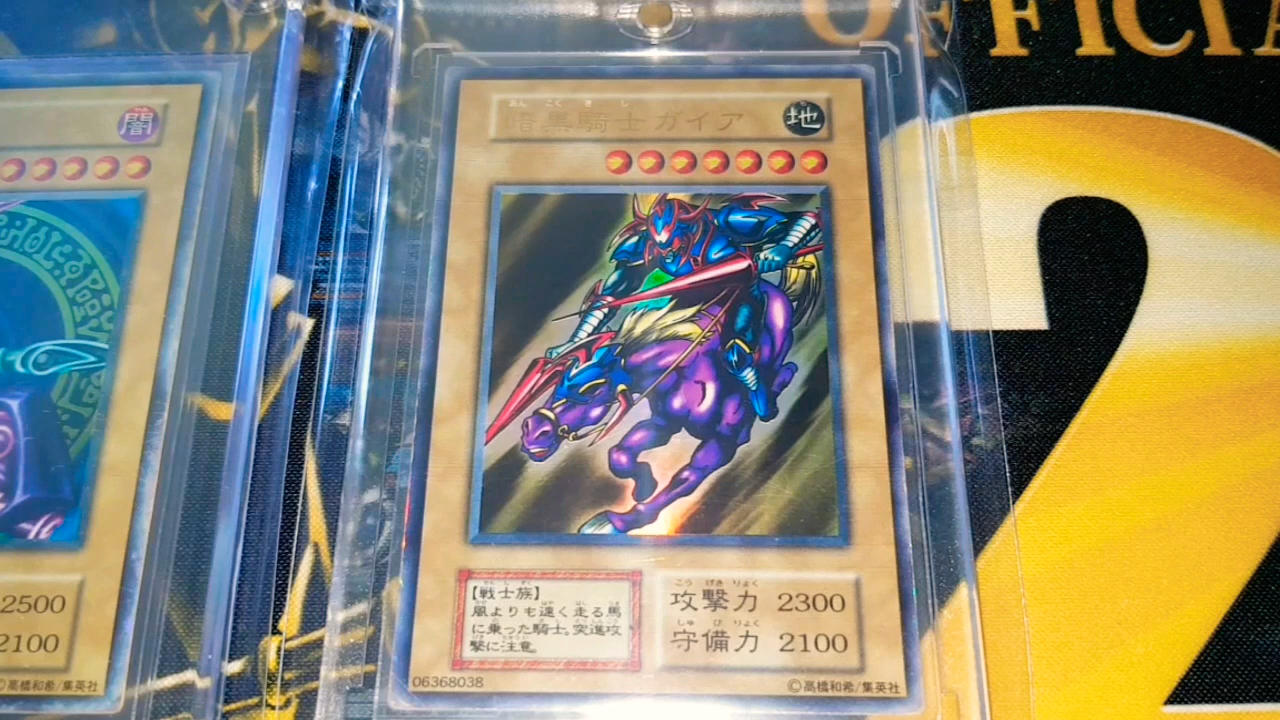 OFFICIA
2
闇
2500
2100
©高橋和希/集英社
あんこくきし
暗黒騎士ガイア
地
【戦士族】
風よりも速く走る馬
に乗った騎士。突進攻
撃に注意。
こうげきりょく
攻撃力 2300
しゅびりょく
守備力 2100
06368038
©高橋和希/集英社